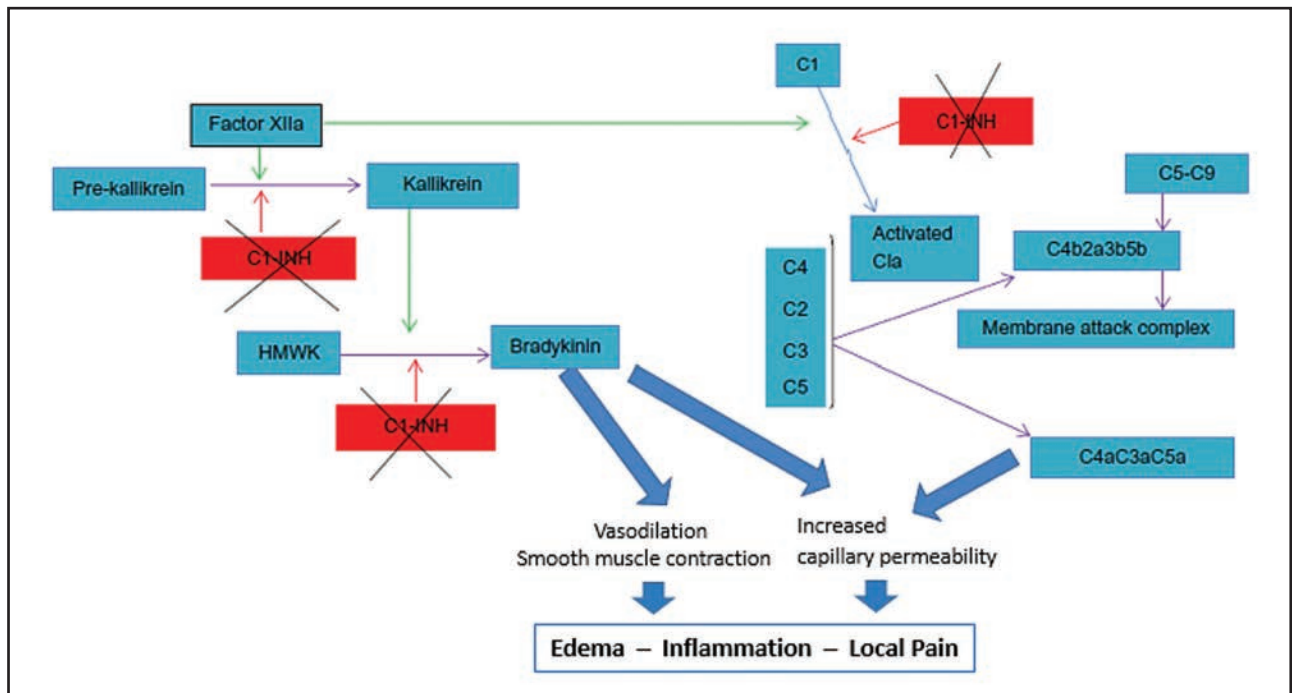 C1
C1-INH
Factor XIIa
Pre-kallikrein
Kallikrein
C5-C9
C1-INH
Activated
CIa
C4b2a3b5b
C4
C2
C3
C5
Membrane attack complex
HMWK
Bradykinin
C1-INH
C4aC3aC5a
Vasodilation
Smooth muscle contraction
Increased
capillary permeability
Edema – Inflammation – Local Pain